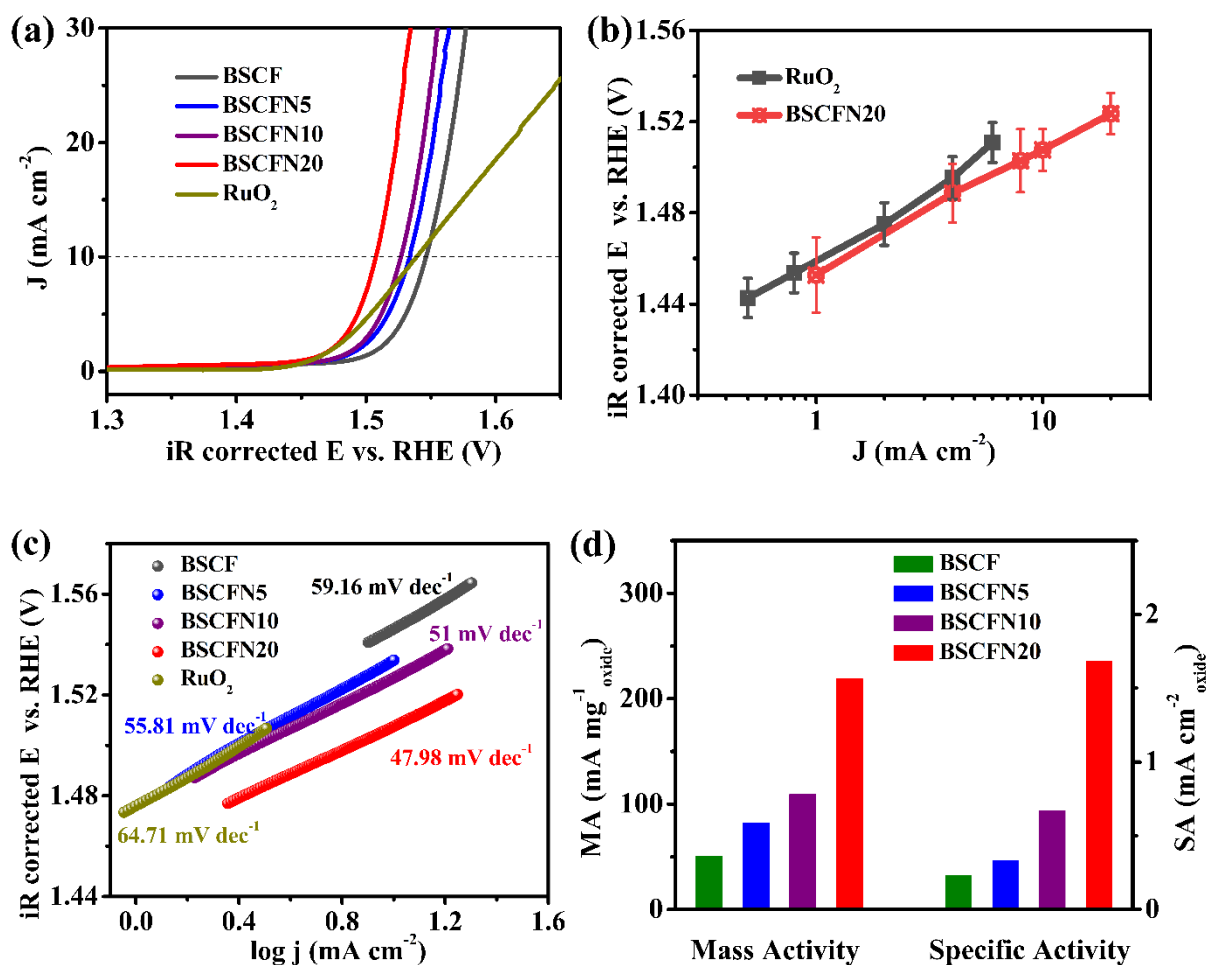 (a)
30
20
10
0
J (mA cm⁻²)
BSCF
BSCFN5
BSCFN10
BSCFN20
RuO₂
1.3 1.4 1.5 1.6
iR corrected E vs. RHE (V)
(b)
1.56
1.52
1.48
1.44
1.40
iR corrected E vs. RHE (V)
RuO₂
BSCFN20
1 10
J (mA cm⁻²)
(c)
1.56
1.52
1.48
1.44
iR corrected E vs. RHE (V)
BSCF
BSCFN5
BSCFN10
BSCFN20
RuO₂
59.16 mV dec⁻¹
51 mV dec⁻¹
55.81 mV dec⁻¹
47.98 mV dec⁻¹
64.71 mV dec⁻¹
0.0 0.4 0.8 1.2 1.6
log j (mA cm⁻²)
(d)
300
200
100
0
MA (mA mg⁻¹oxide)
BSCF
BSCFN5
BSCFN10
BSCFN20
2
1
0
SA (mA cm⁻²oxide)
Mass Activity Specific Activity